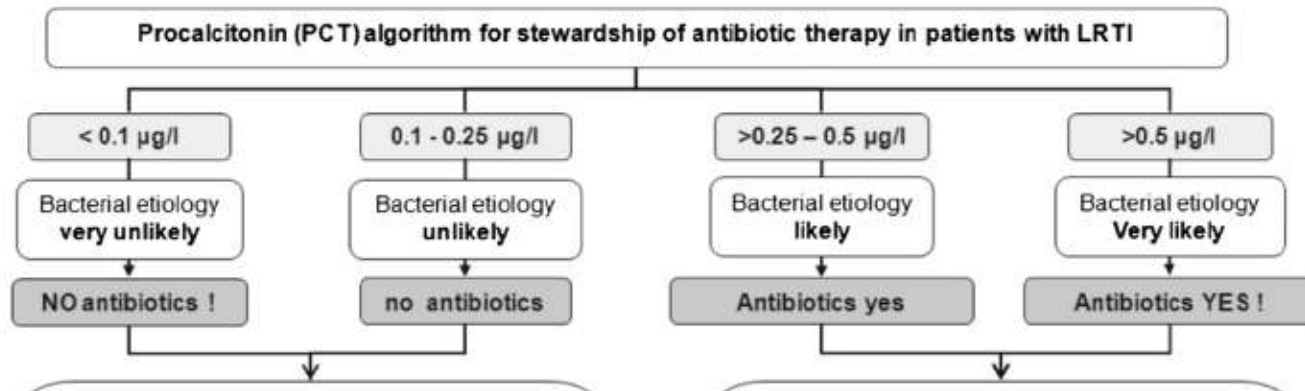 Procalcitonin (PCT) algorithm for stewardship of antibiotic therapy in patients with LRTI
< 0.1 µg/l
0.1 - 0.25 µg/l
>0.25 – 0.5 µg/l
>0.5 µg/l
Bacterial etiology
very unlikely
Bacterial etiology
unlikely
Bacterial etiology
likely
Bacterial etiology
Very likely
NO antibiotics !
no antibiotics
Antibiotics yes
Antibiotics YES !